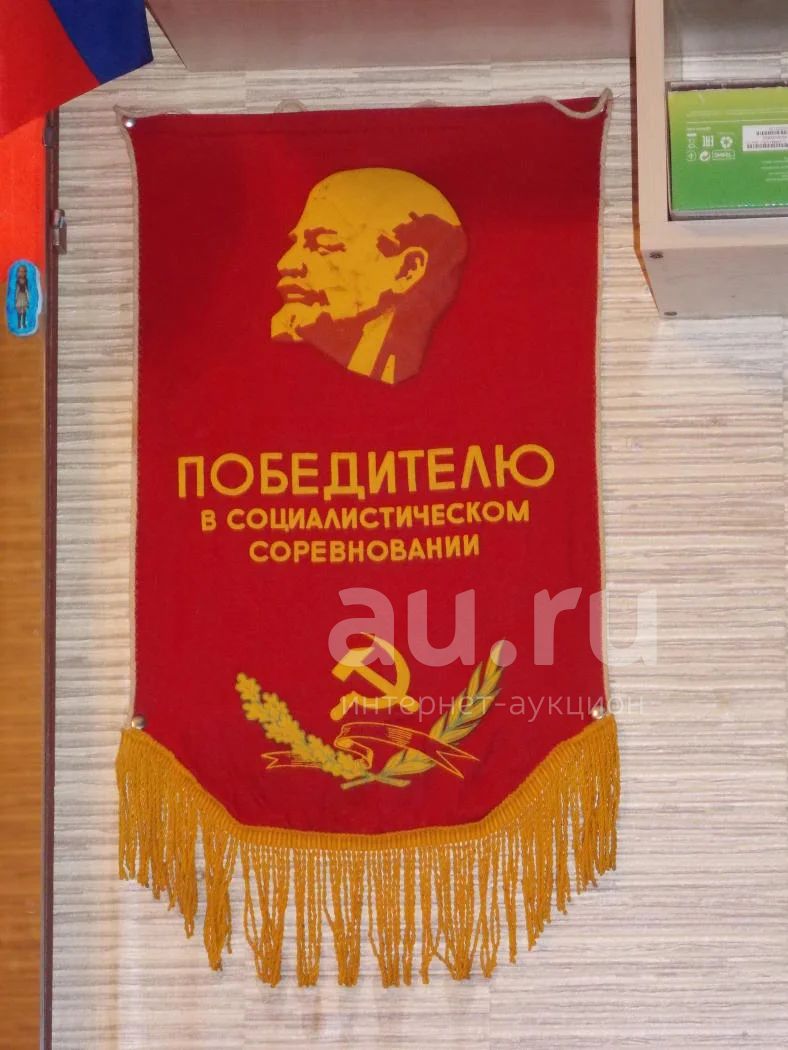 ПОБЕДИТЕЛЮ
В СОЦИАЛИСТИЧЕСКОМ
СОРЕВНОВАНИИ
au.ru
интернет-аукцион